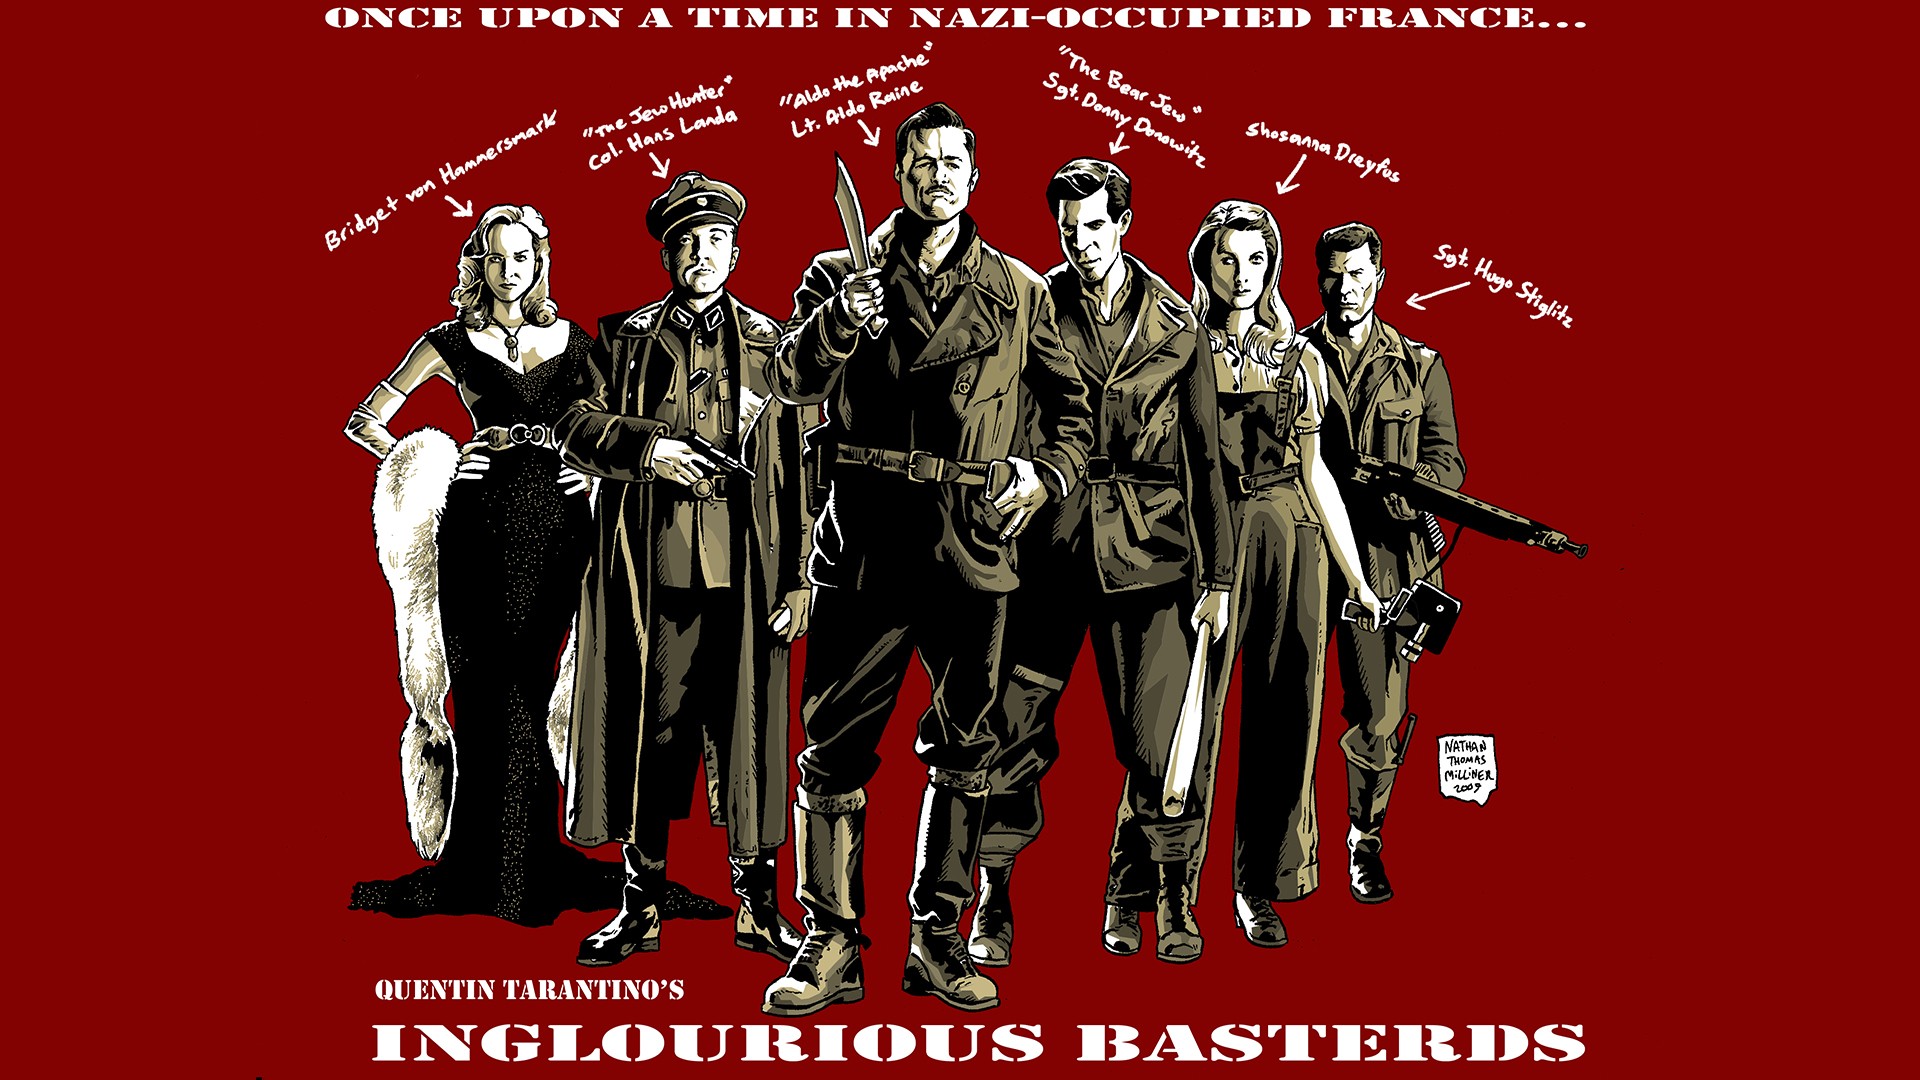 ONCE UPON A TIME IN NAZI-OCCUPIED FRANCE...
Bridget von Hammersmark
"The Jew Hunter"
Col. Hans Landa
"Aldo the Apache"
Lt. Aldo Raine
"The Bear Jew"
Sgt. Donny Donowitz
Shosanna Dreyfus
Sgt. Hugo Stiglitz
NATHAN
THOMAS
MILLINER
2009
QUENTIN TARANTINO'S
INGLOURIOUS BASTERDS